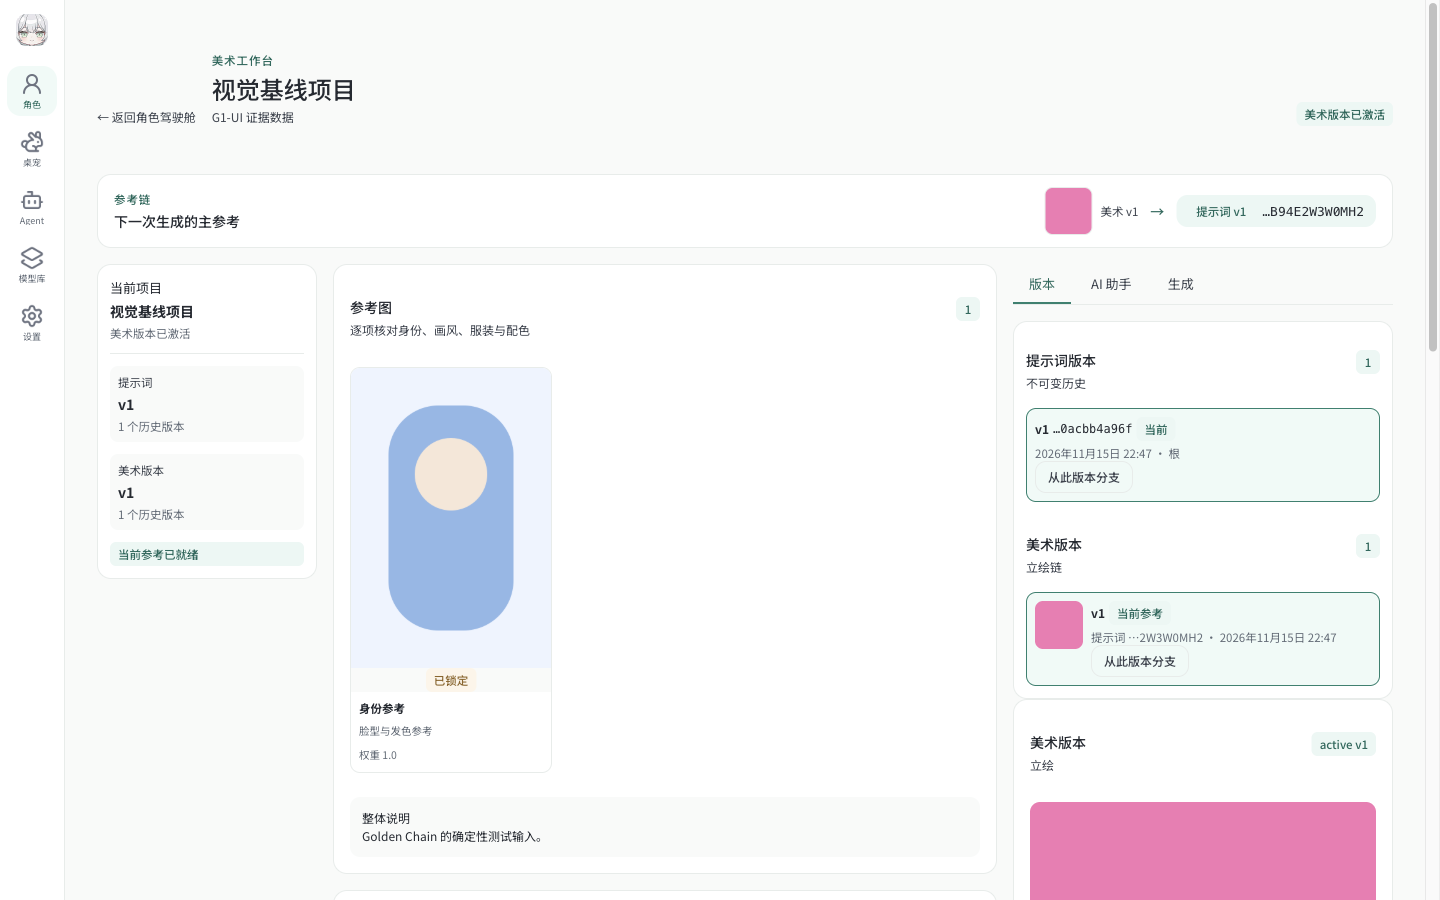 角色
桌宠
Agent
模型库
设置
美术工作台
视觉基线项目
← 返回角色驾驶舱
G1-UI 证据数据
美术版本已激活
参考链
下一次生成的主参考
美术 v1
→
提示词 v1 …B94E2W3W0MH2
当前项目
视觉基线项目
美术版本已激活
提示词
v1
1 个历史版本
美术版本
v1
1 个历史版本
当前参考已就绪
参考图
1
逐项核对身份、画风、服装与配色
已锁定
身份参考
脸型与发色参考
权重 1.0
整体说明
Golden Chain 的确定性测试输入。
版本
AI 助手
生成
提示词版本
1
不可变历史
v1 …0acbb4a96f 当前
2026年11月15日 22:47 · 根
从此版本分支
美术版本
1
立绘链
v1 当前参考
提示词 …2W3W0MH2 · 2026年11月15日 22:47
从此版本分支
美术版本
active v1
立绘